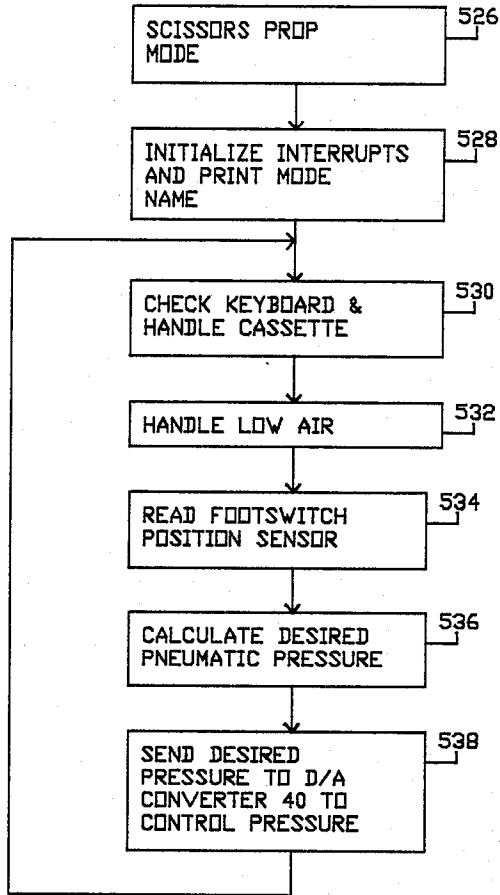 526
SCISSORS PROP
MODE
528
INITIALIZE INTERRUPTS
AND PRINT MODE
NAME
530
CHECK KEYBOARD &
HANDLE CASSETTE
532
HANDLE LOW AIR
534
READ FOOTSWITCH
POSITION SENSOR
536
CALCULATE DESIRED
PNEUMATIC PRESSURE
538
SEND DESIRED
PRESSURE TO D/A
CONVERTER 40 TO
CONTROL PRESSURE